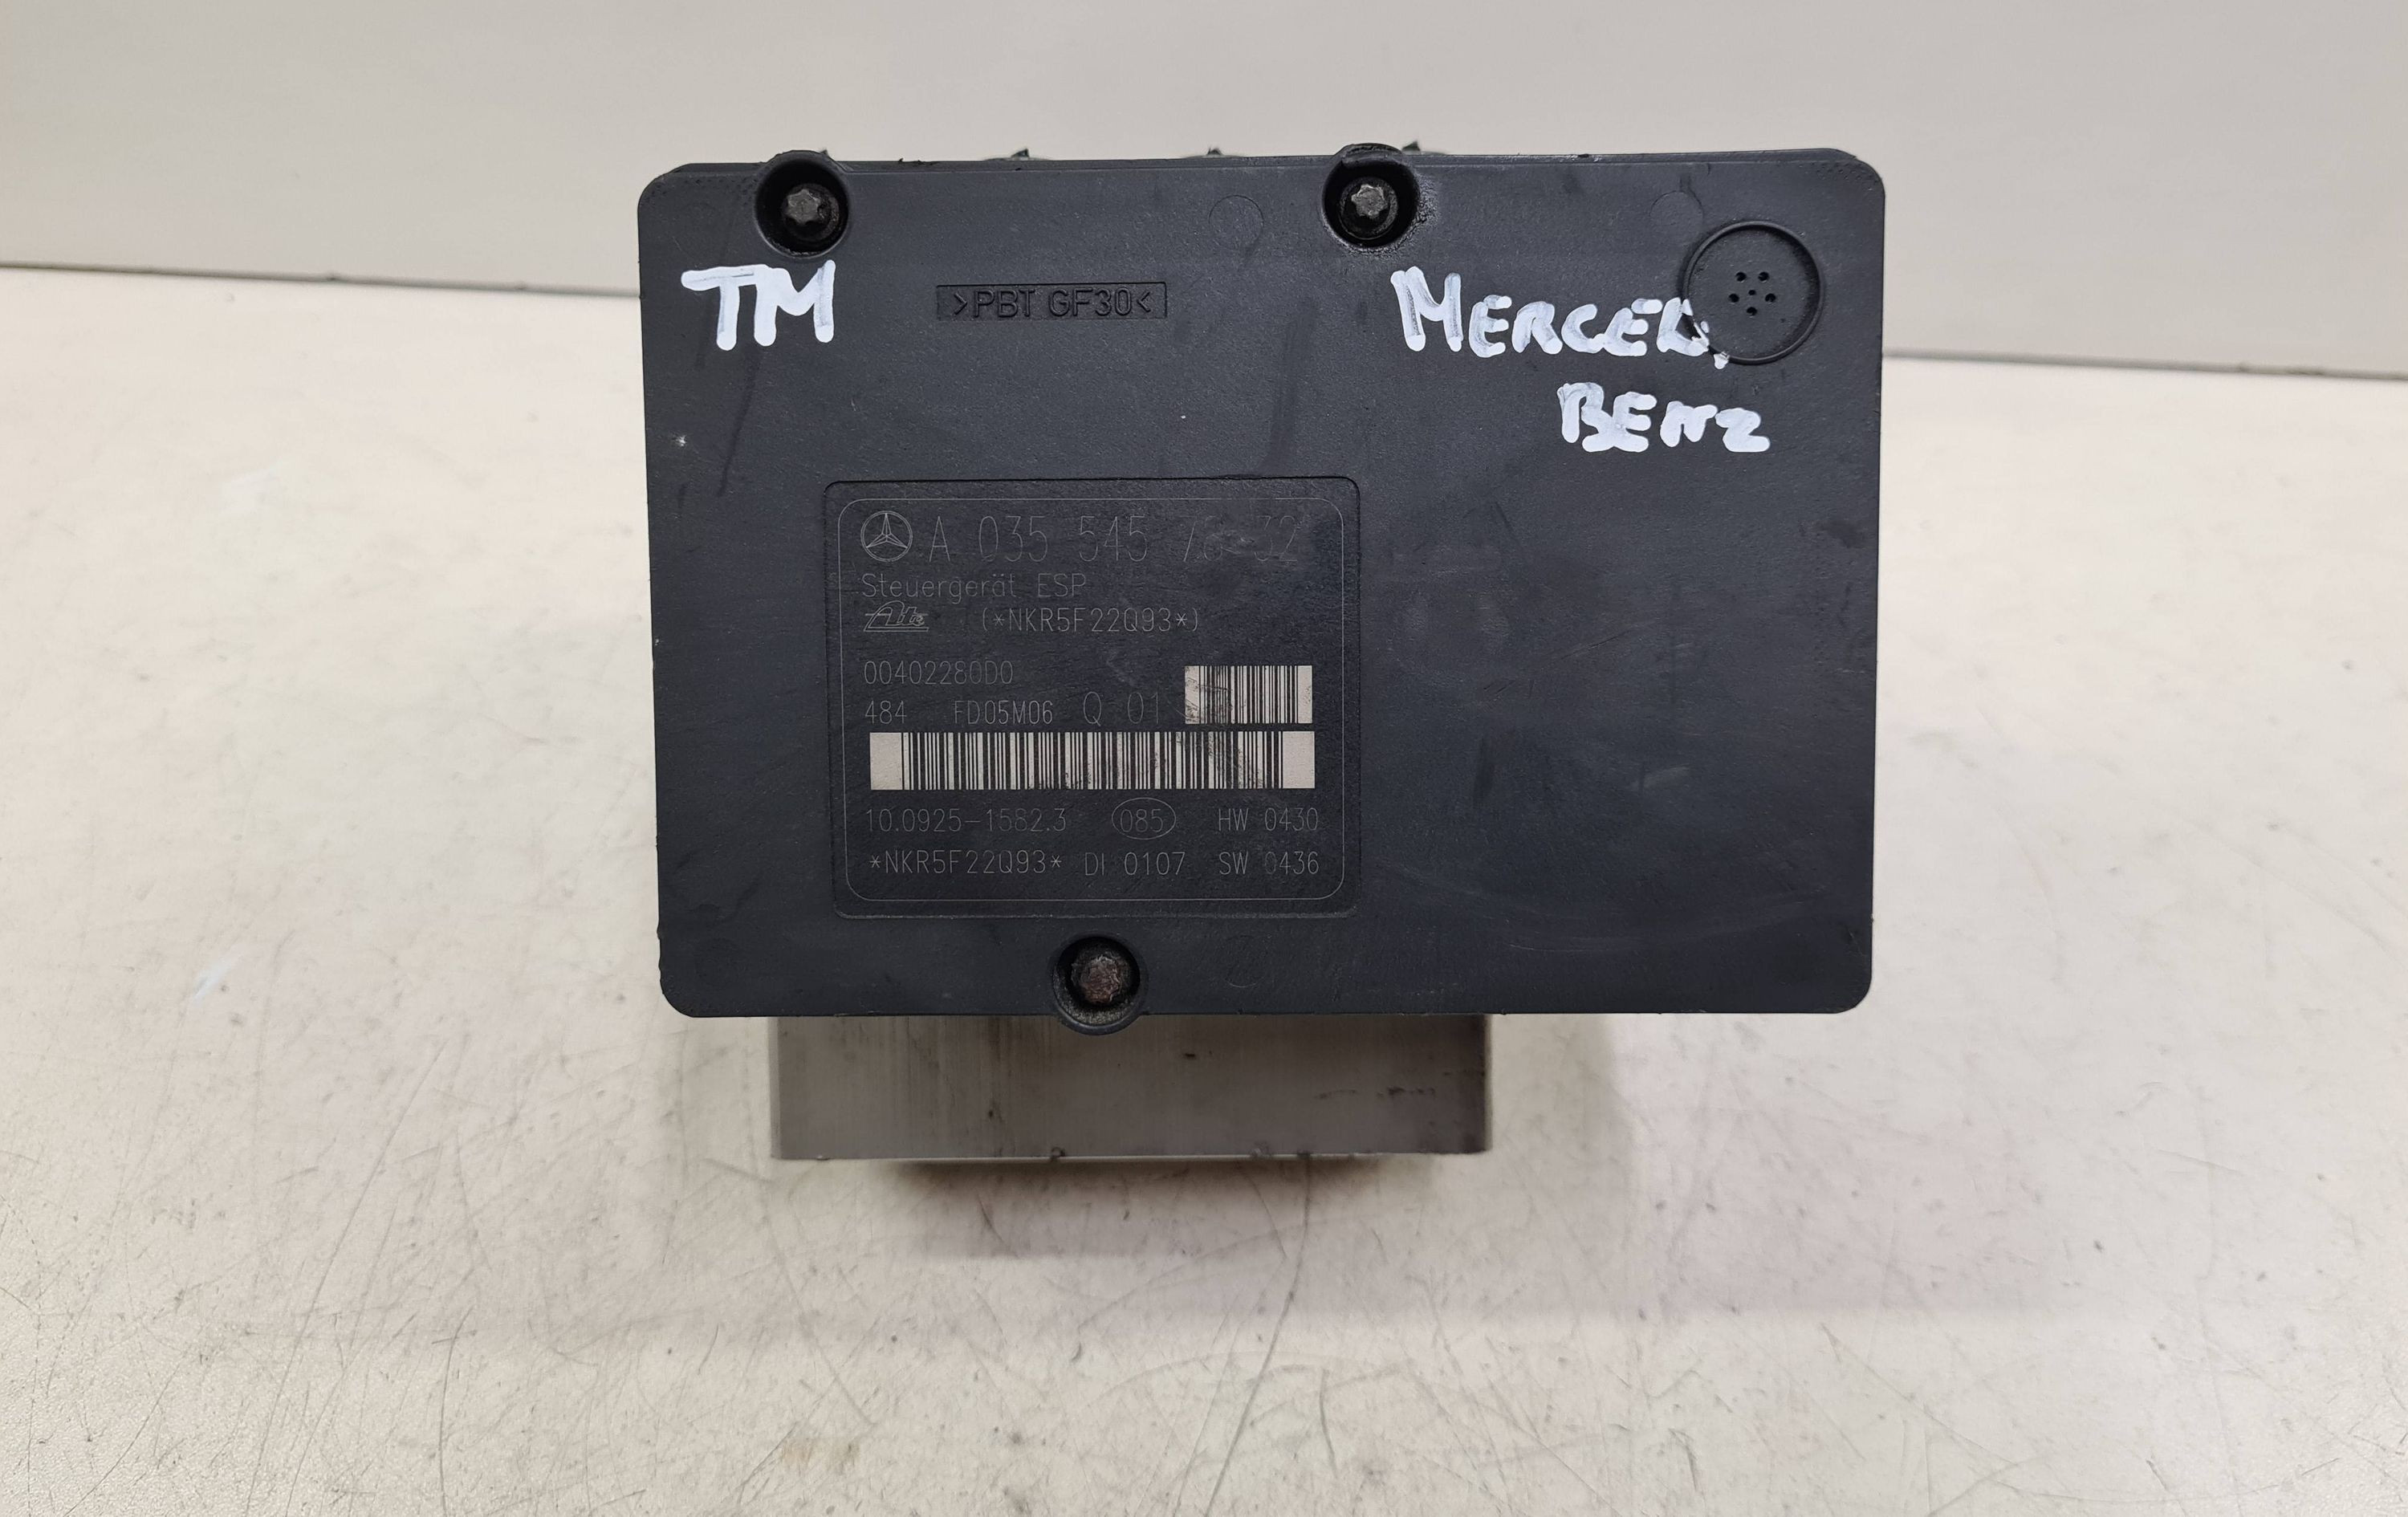 TM
>PBT GF30<
MERCED.
BENZ
A 035 545 32
Steuergerät ESP
Ate (*NKR5F22Q93*)
00402280D0
484 FD05M06 Q 01
10.0925-1582.3 085 HW 0430
*NKR5F22Q93* DI 0107 SW 0436